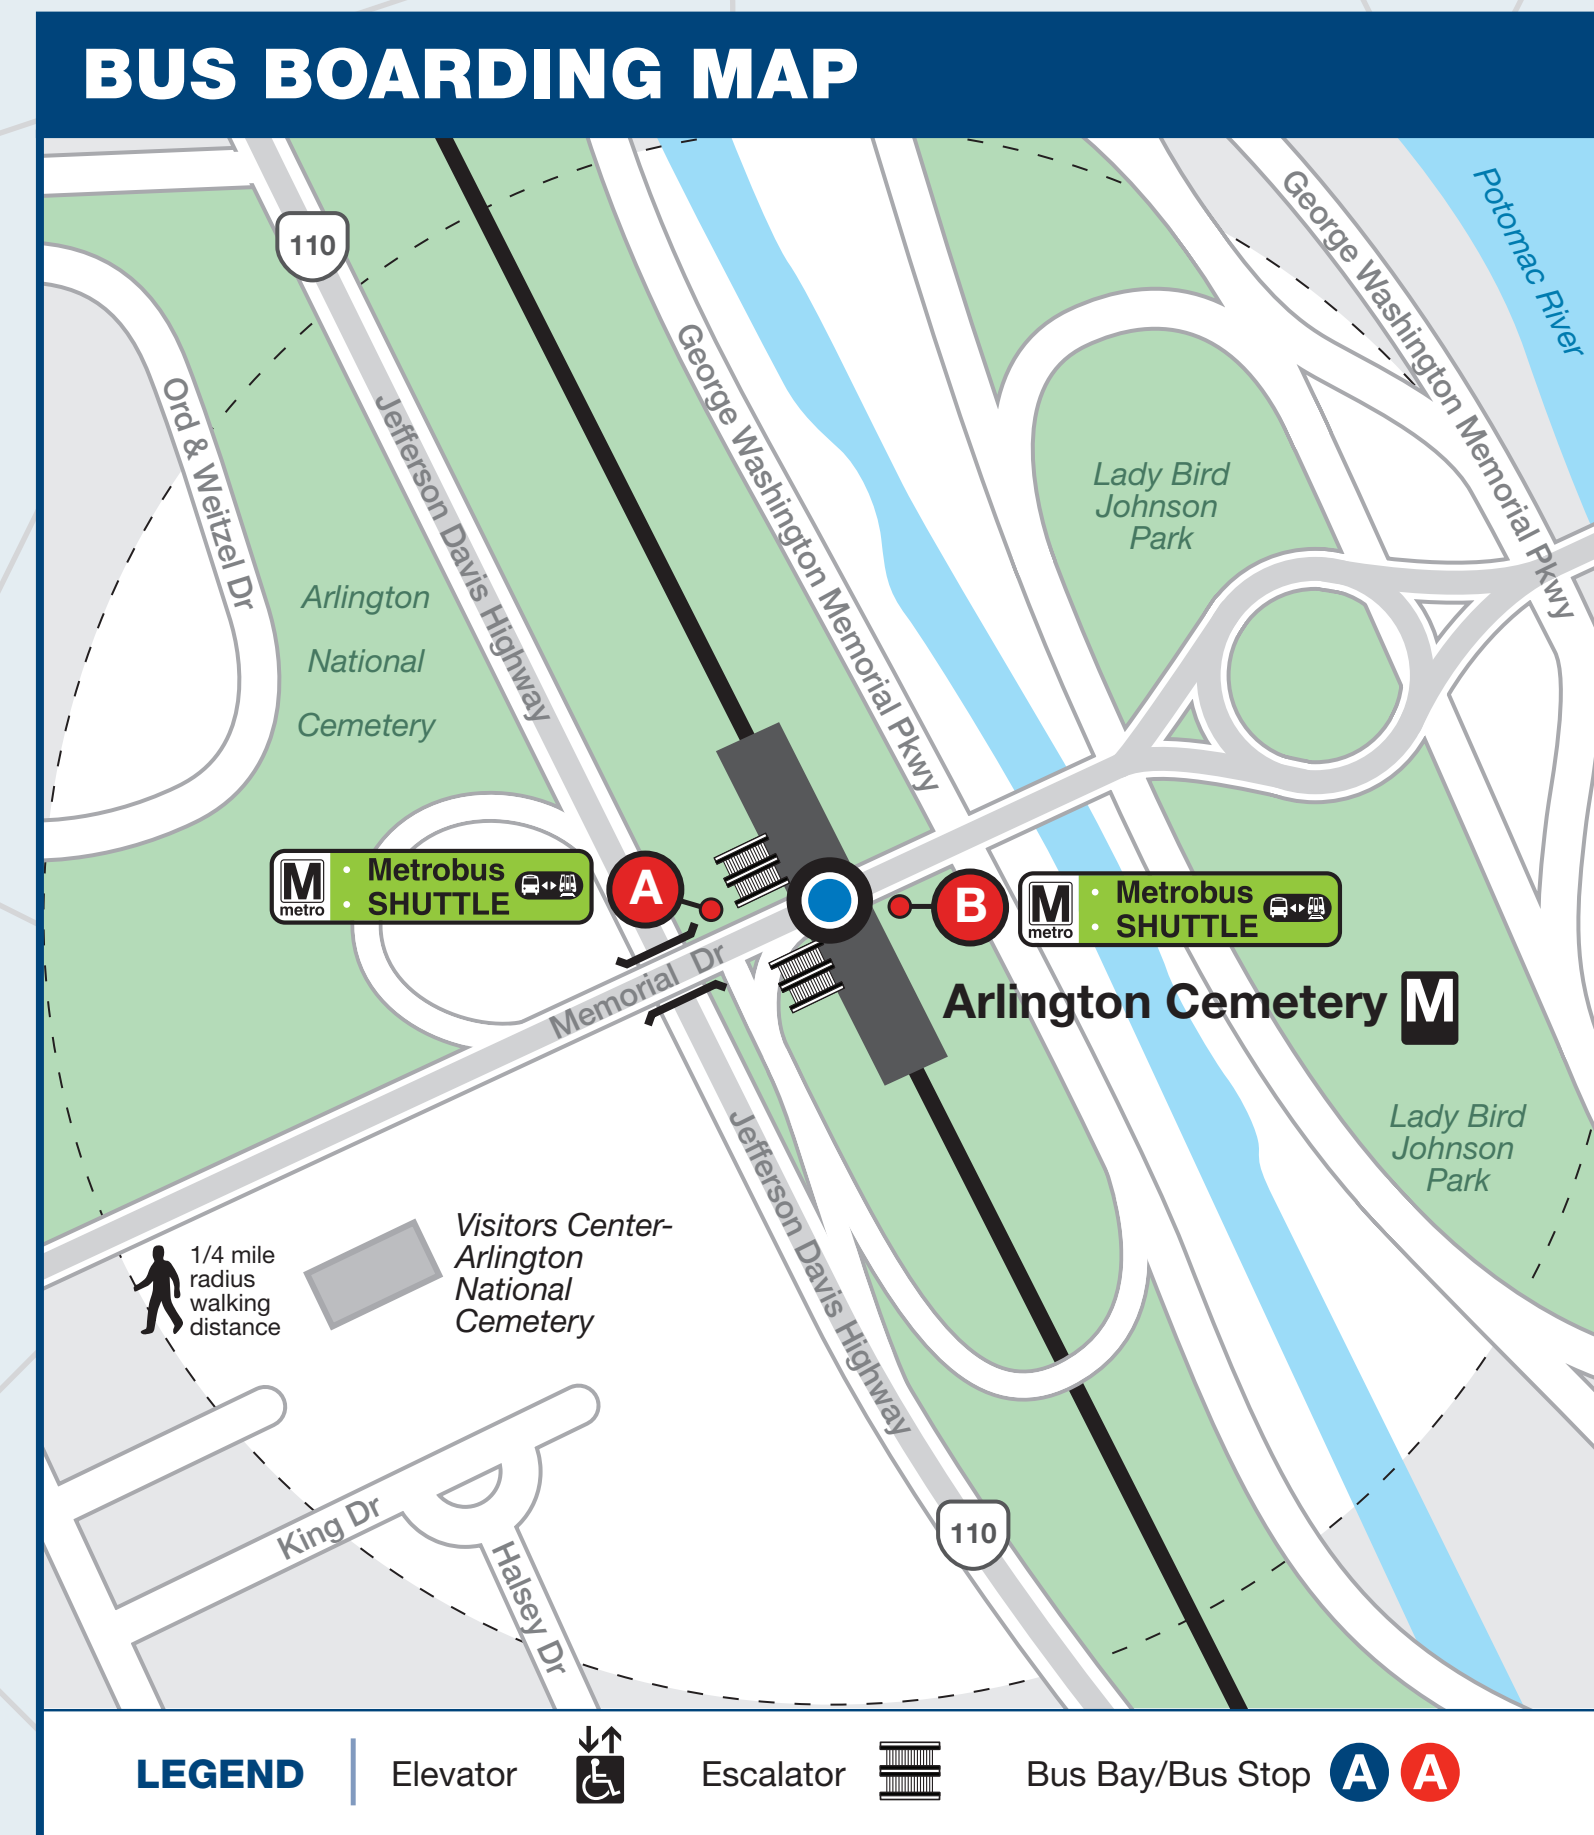 BUS BOARDING MAP
110
George Washington Memorial Pkwy
Potomac River
Ord & Weitzel Dr
Jefferson Davis Highway
George Washington Memorial Pkwy
Lady Bird
Johnson
Park
Arlington
National
Cemetery
M
metro
Metrobus
SHUTTLE
A
B
M
metro
Metrobus
SHUTTLE
Memorial Dr
Arlington Cemetery M
Jefferson Davis Highway
Lady Bird
Johnson
Park
1/4 mile
radius
walking
distance
Visitors Center-
Arlington
National
Cemetery
King Dr
Halsey Dr
110
LEGEND
Elevator
Escalator
Bus Bay/Bus Stop A A